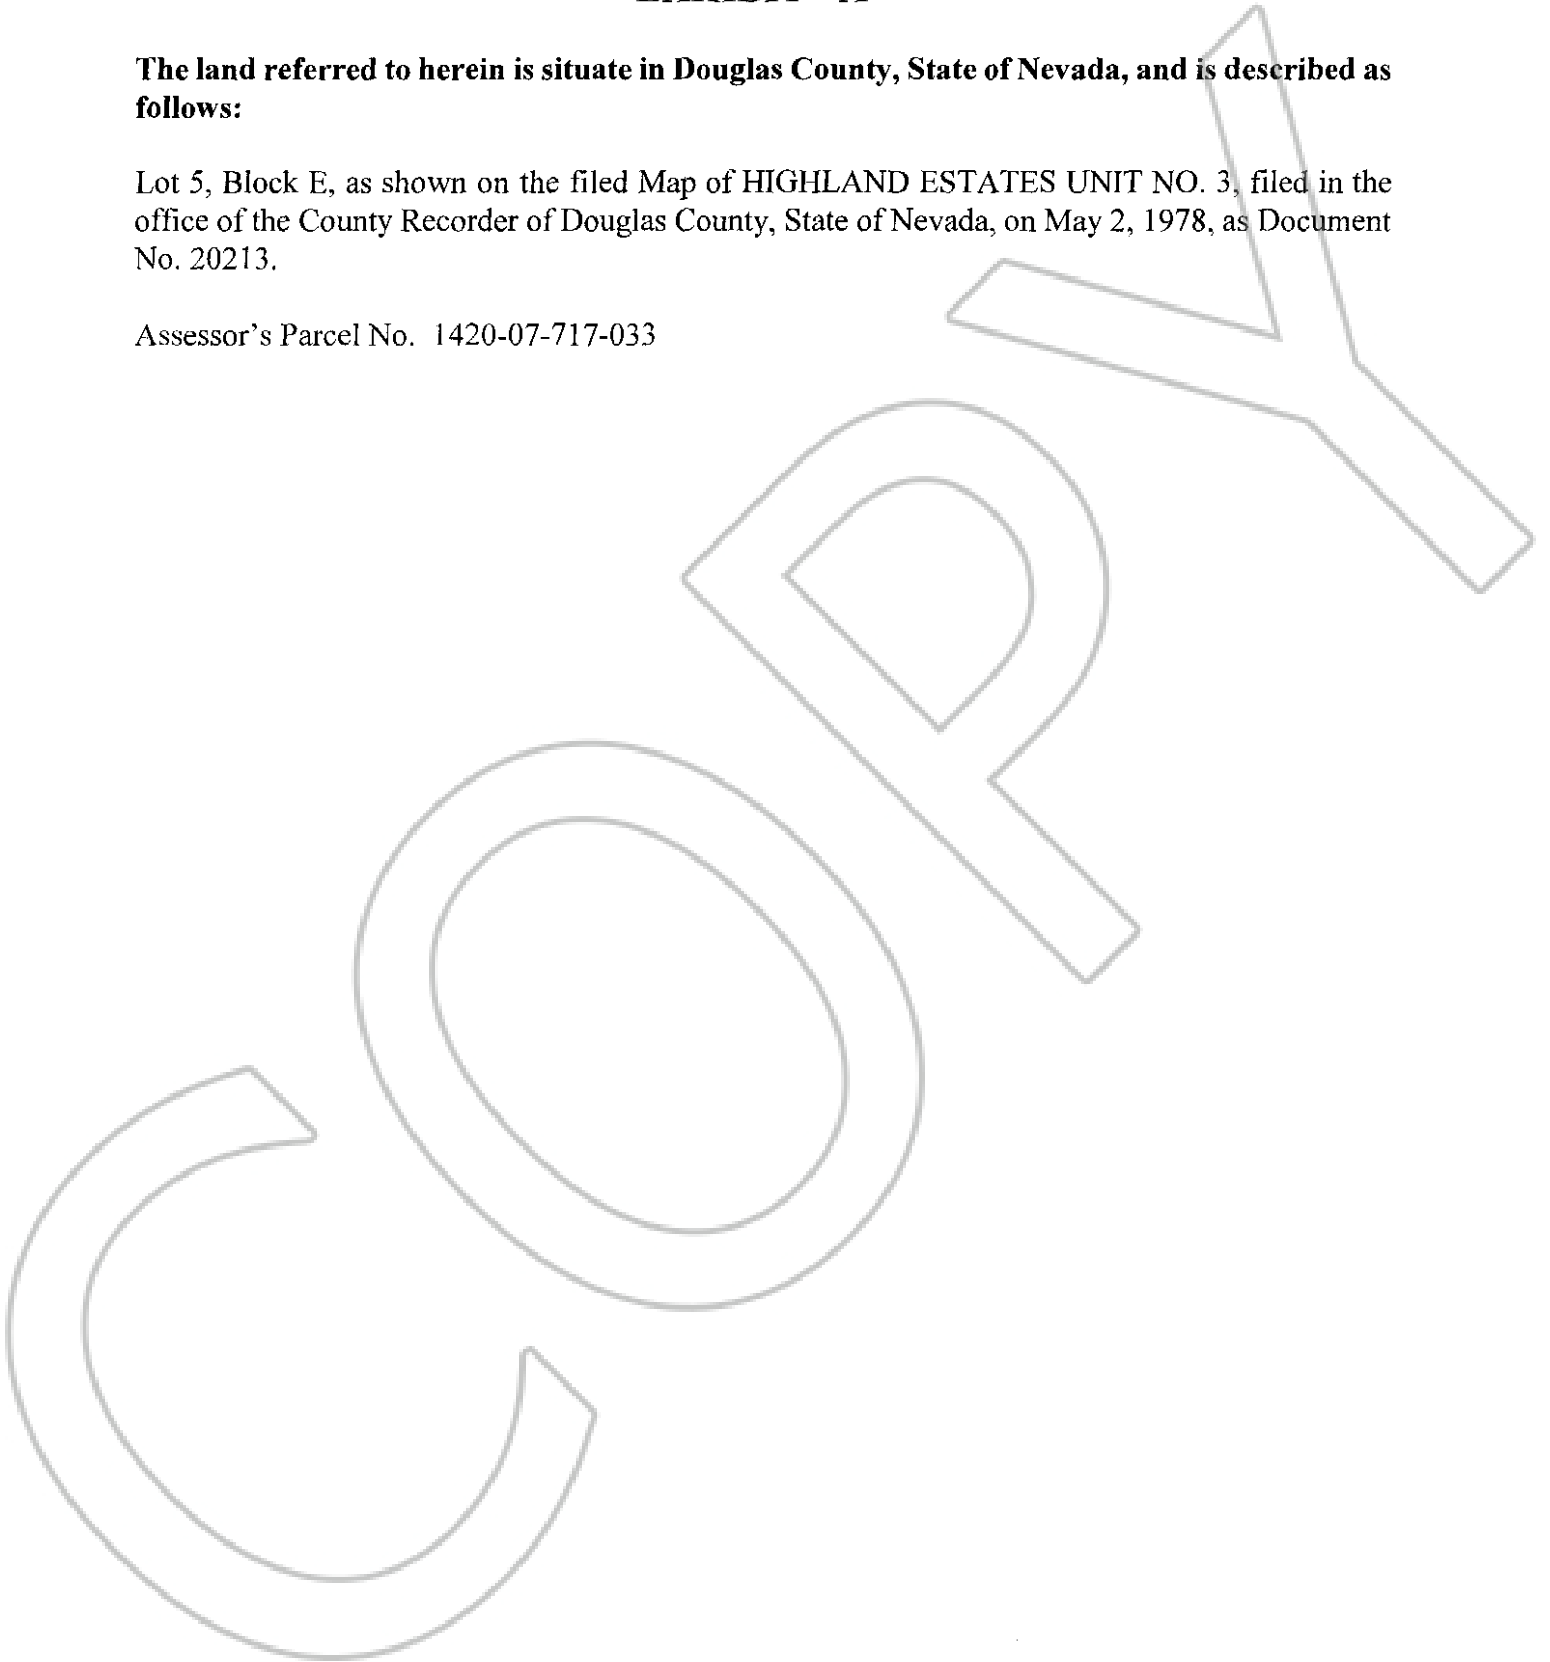 The land referred to herein is situate in Douglas County, State of Nevada, and is described as
follows:
Lot 5, Block E, as shown on the filed Map of HIGHLAND ESTATES UNIT NO. 3, filed in the
office of the County Recorder of Douglas County, State of Nevada, on May 2, 1978, as Document
No. 20213.
Assessor's Parcel No. 1420-07-717-033
COPY